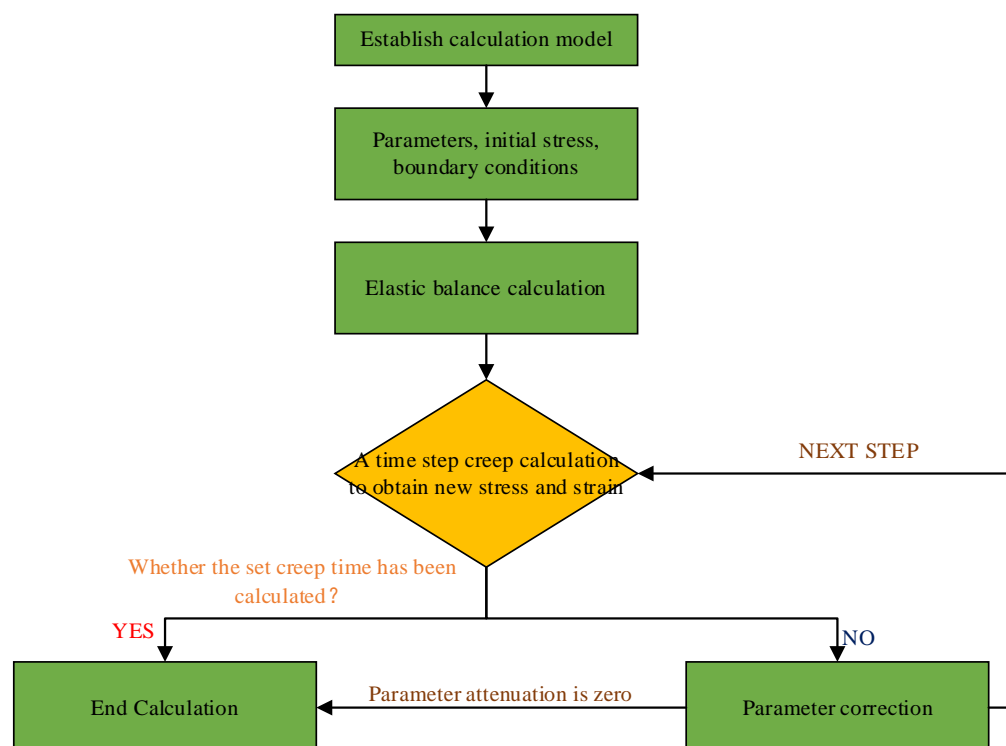 Establish calculation model
Parameters, initial stress,
boundary conditions
Elastic balance calculation
A time step creep calculation
to obtain new stress and strain
NEXT STEP
Whether the set creep time has been
calculated？
YES
NO
End Calculation
Parameter attenuation is zero
Parameter correction